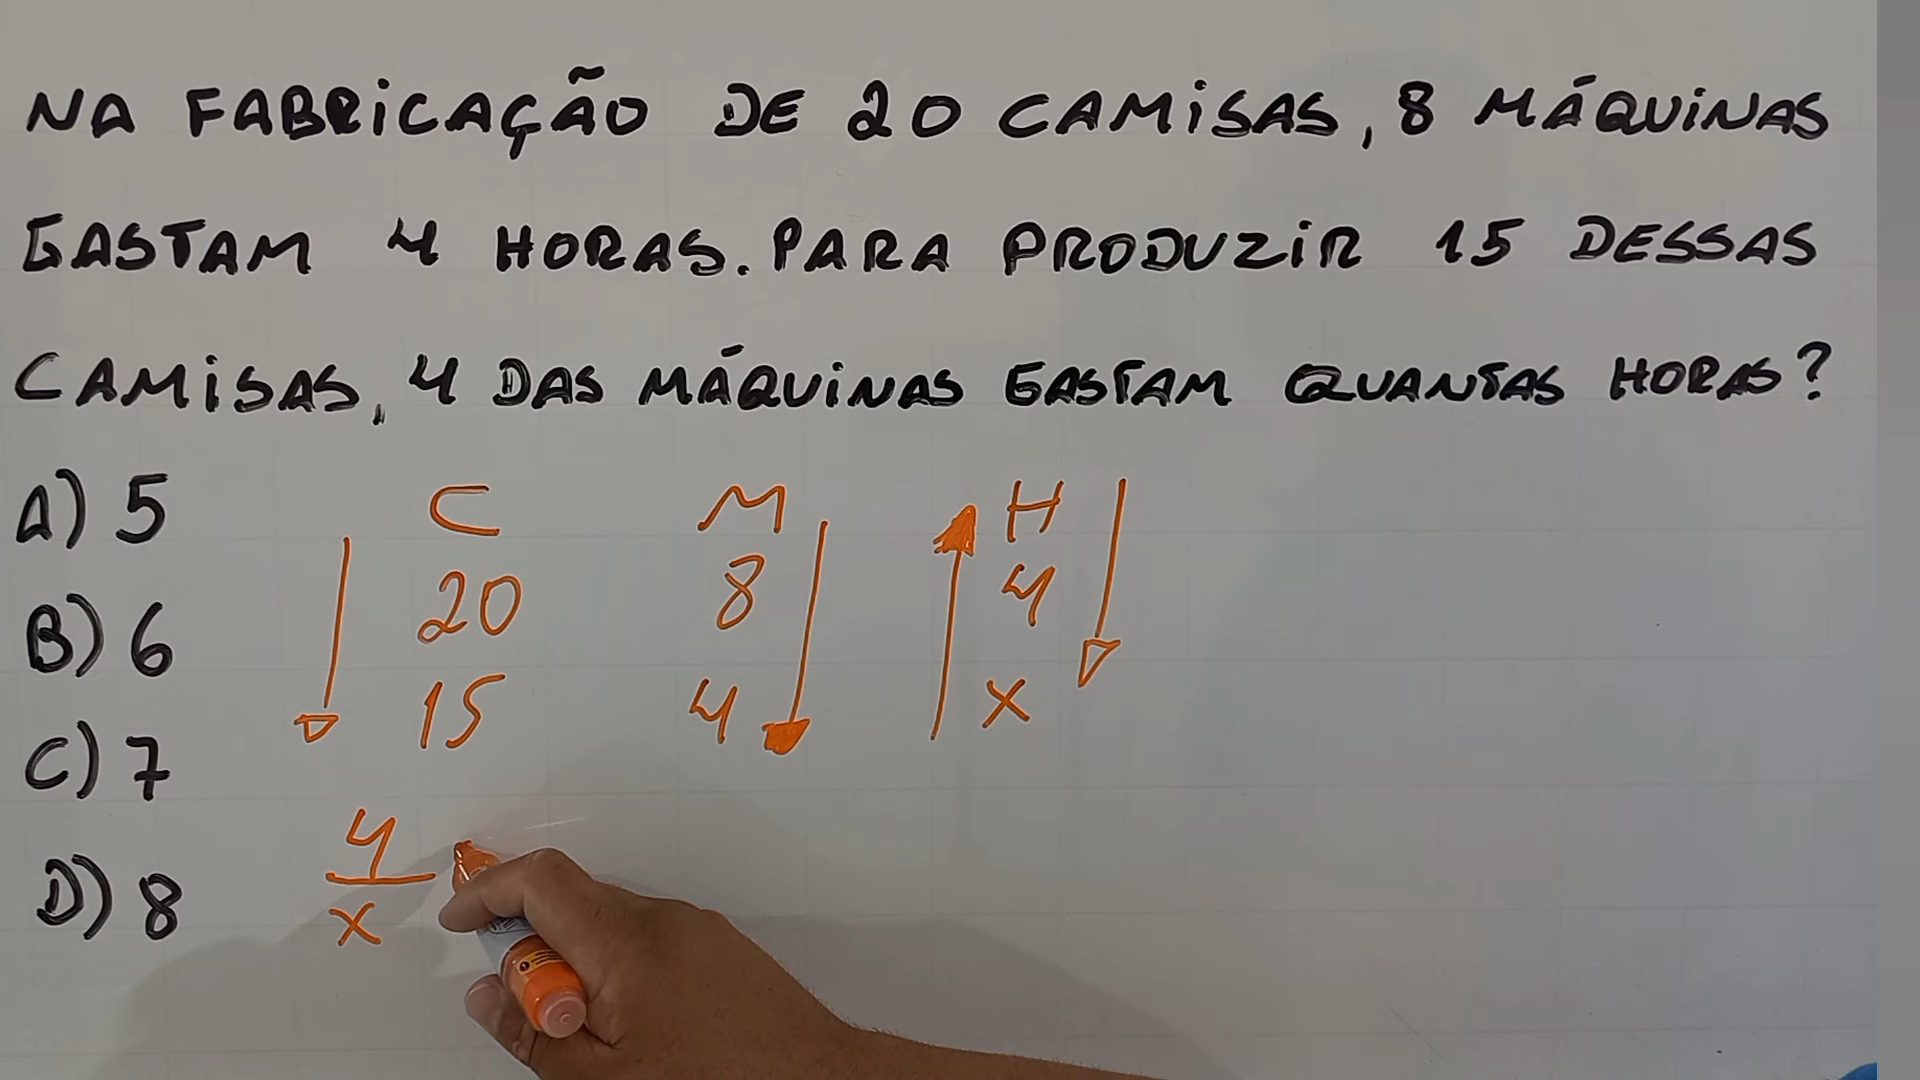 NA FABRICAÇÃO DE 20 CAMISAS, 8 MÁQUINAS
GASTAM 4 HORAS. PARA PRODUZIR 15 DESSAS
CAMISAS, 4 DAS MÁQUINAS GASTAM QUANTAS HORAS?
A) 5
B) 6
C) 7
D) 8
C M H
20 8 4
15 4 X
4
X